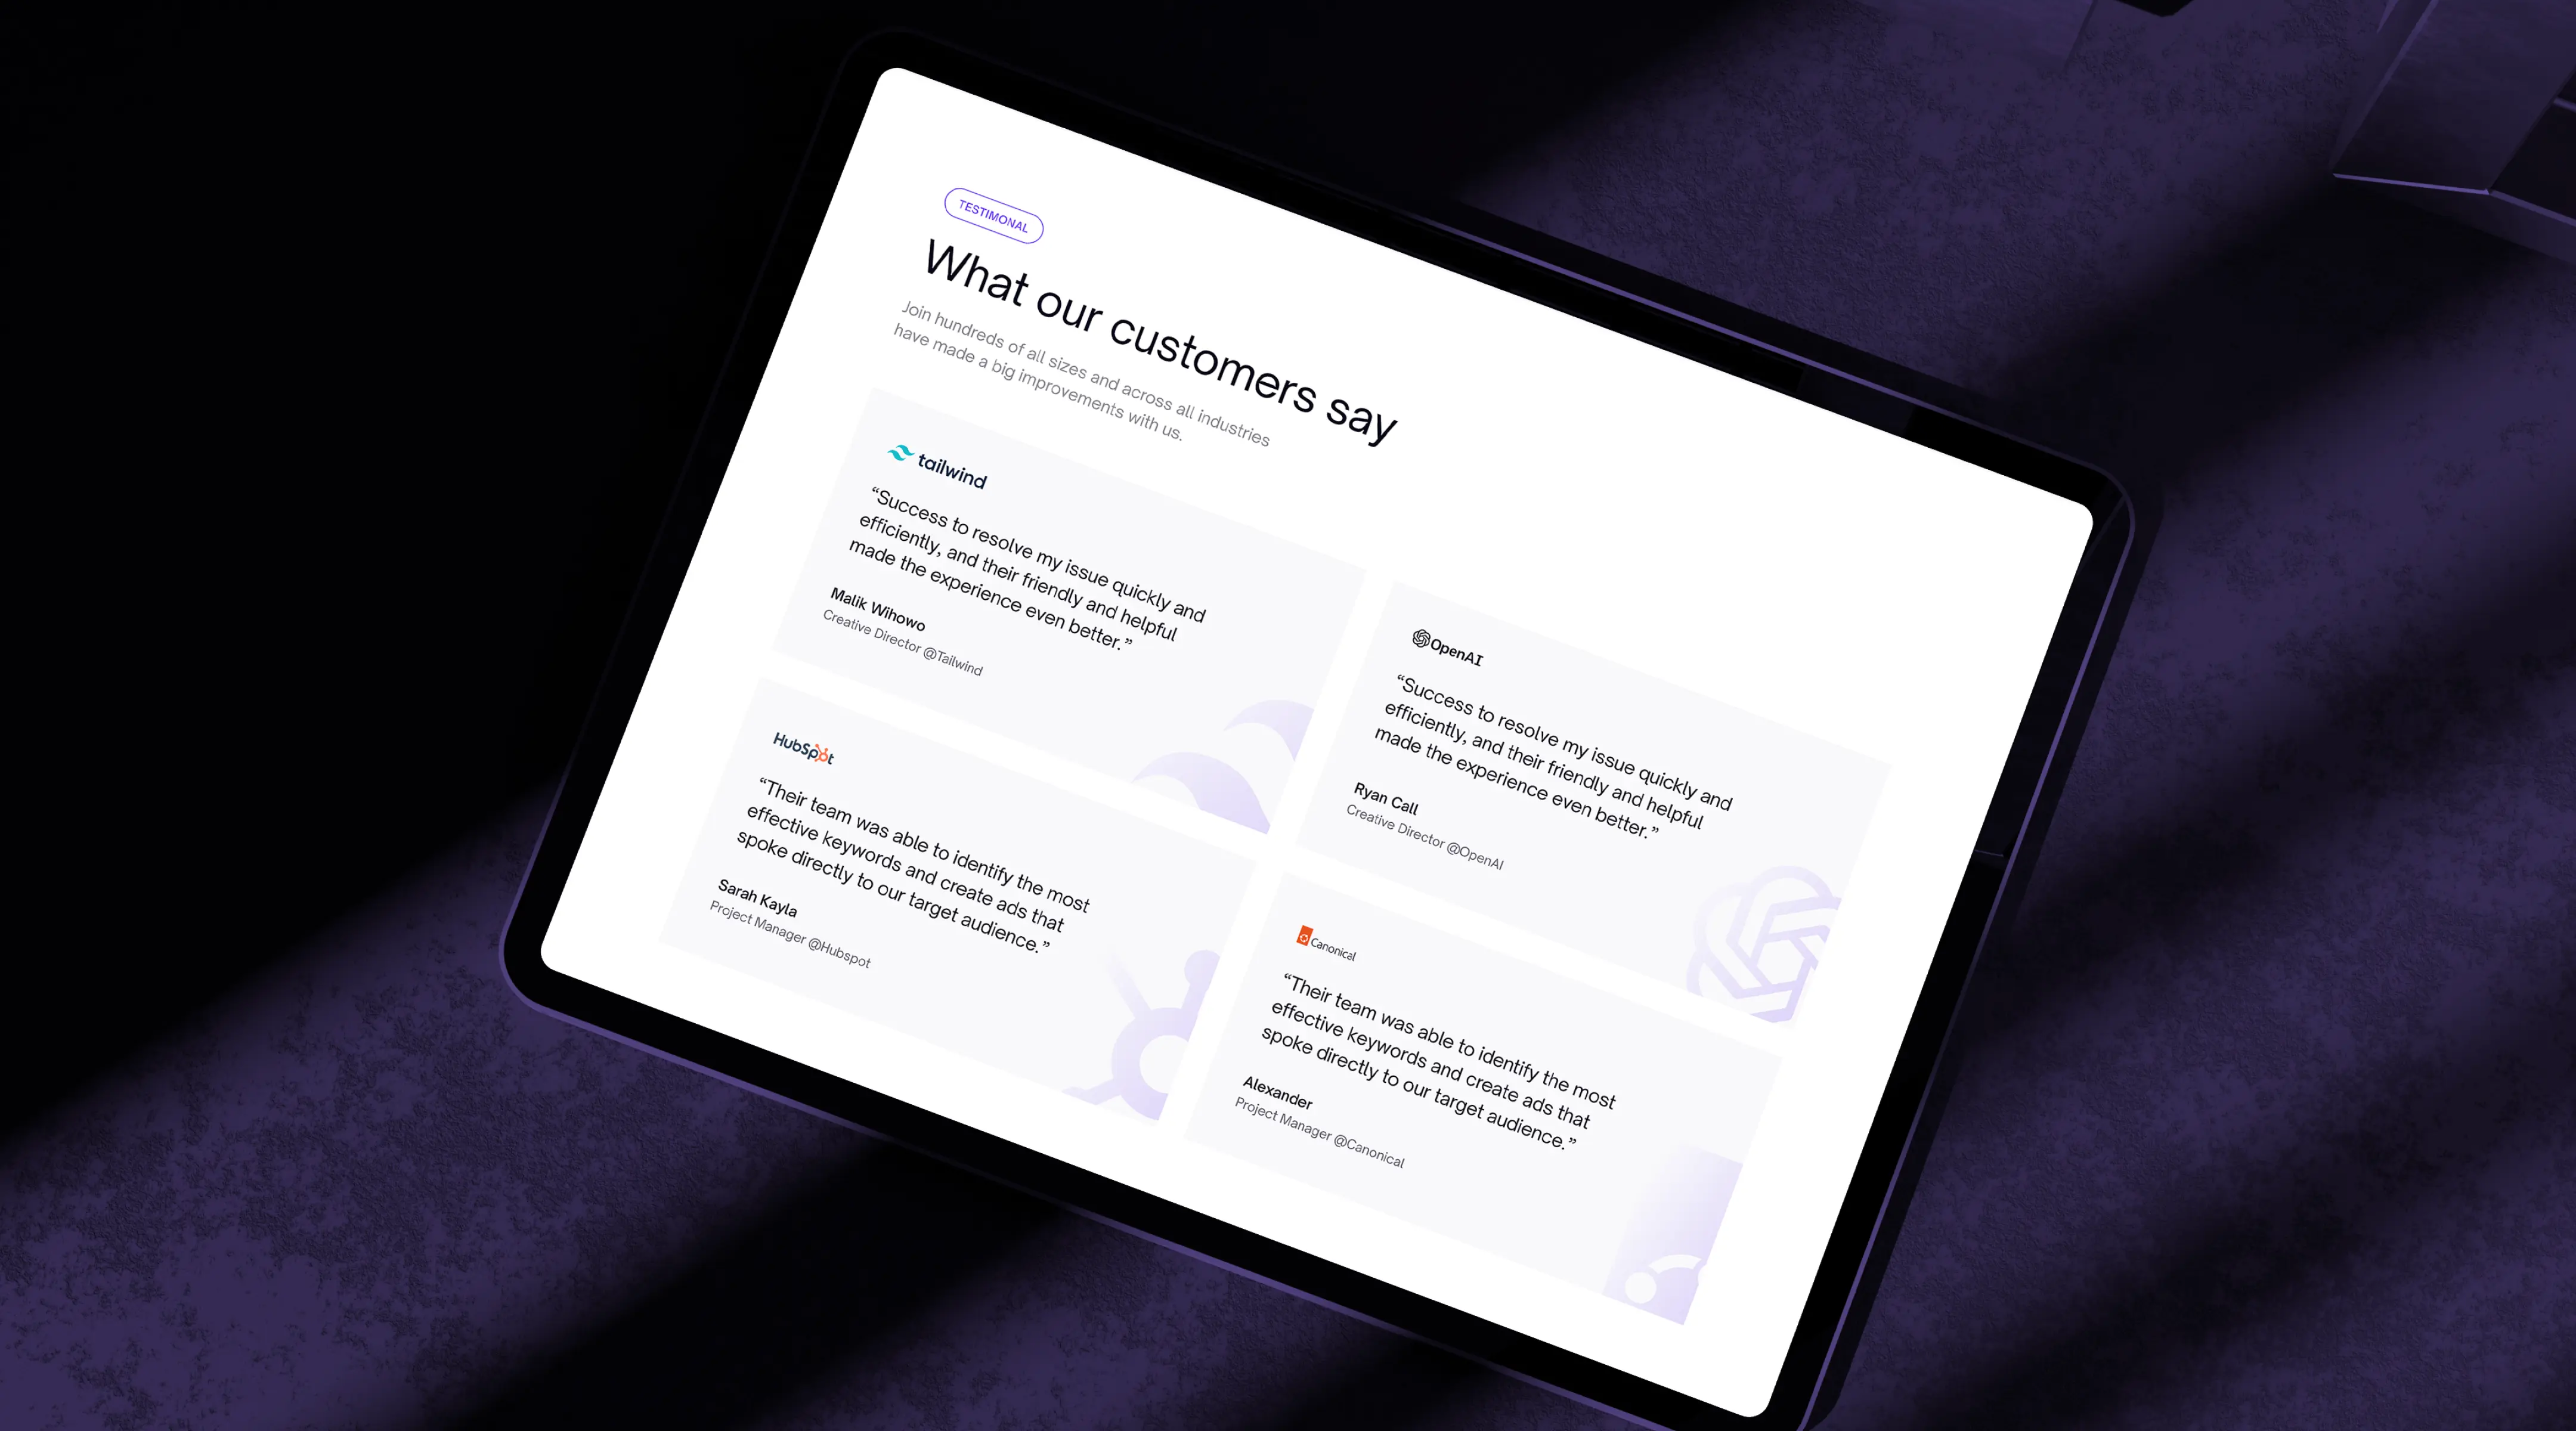 TESTIMONAL
What our customers say
Join hundreds of all sizes and across all industries
have made a big improvements with us.
tailwind
“Success to resolve my issue quickly and
efficiently, and their friendly and helpful
made the experience even better.”
Malik Wihowo
Creative Director @Tailwind
OpenAI
“Success to resolve my issue quickly and
efficiently, and their friendly and helpful
made the experience even better.”
Ryan Call
Creative Director @OpenAI
HubSpot
“Their team was able to identify the most
effective keywords and create ads that
spoke directly to our target audience.”
Sarah Kayla
Project Manager @Hubspot
Canonical
“Their team was able to identify the most
effective keywords and create ads that
spoke directly to our target audience.”
Alexander
Project Manager @Canonical